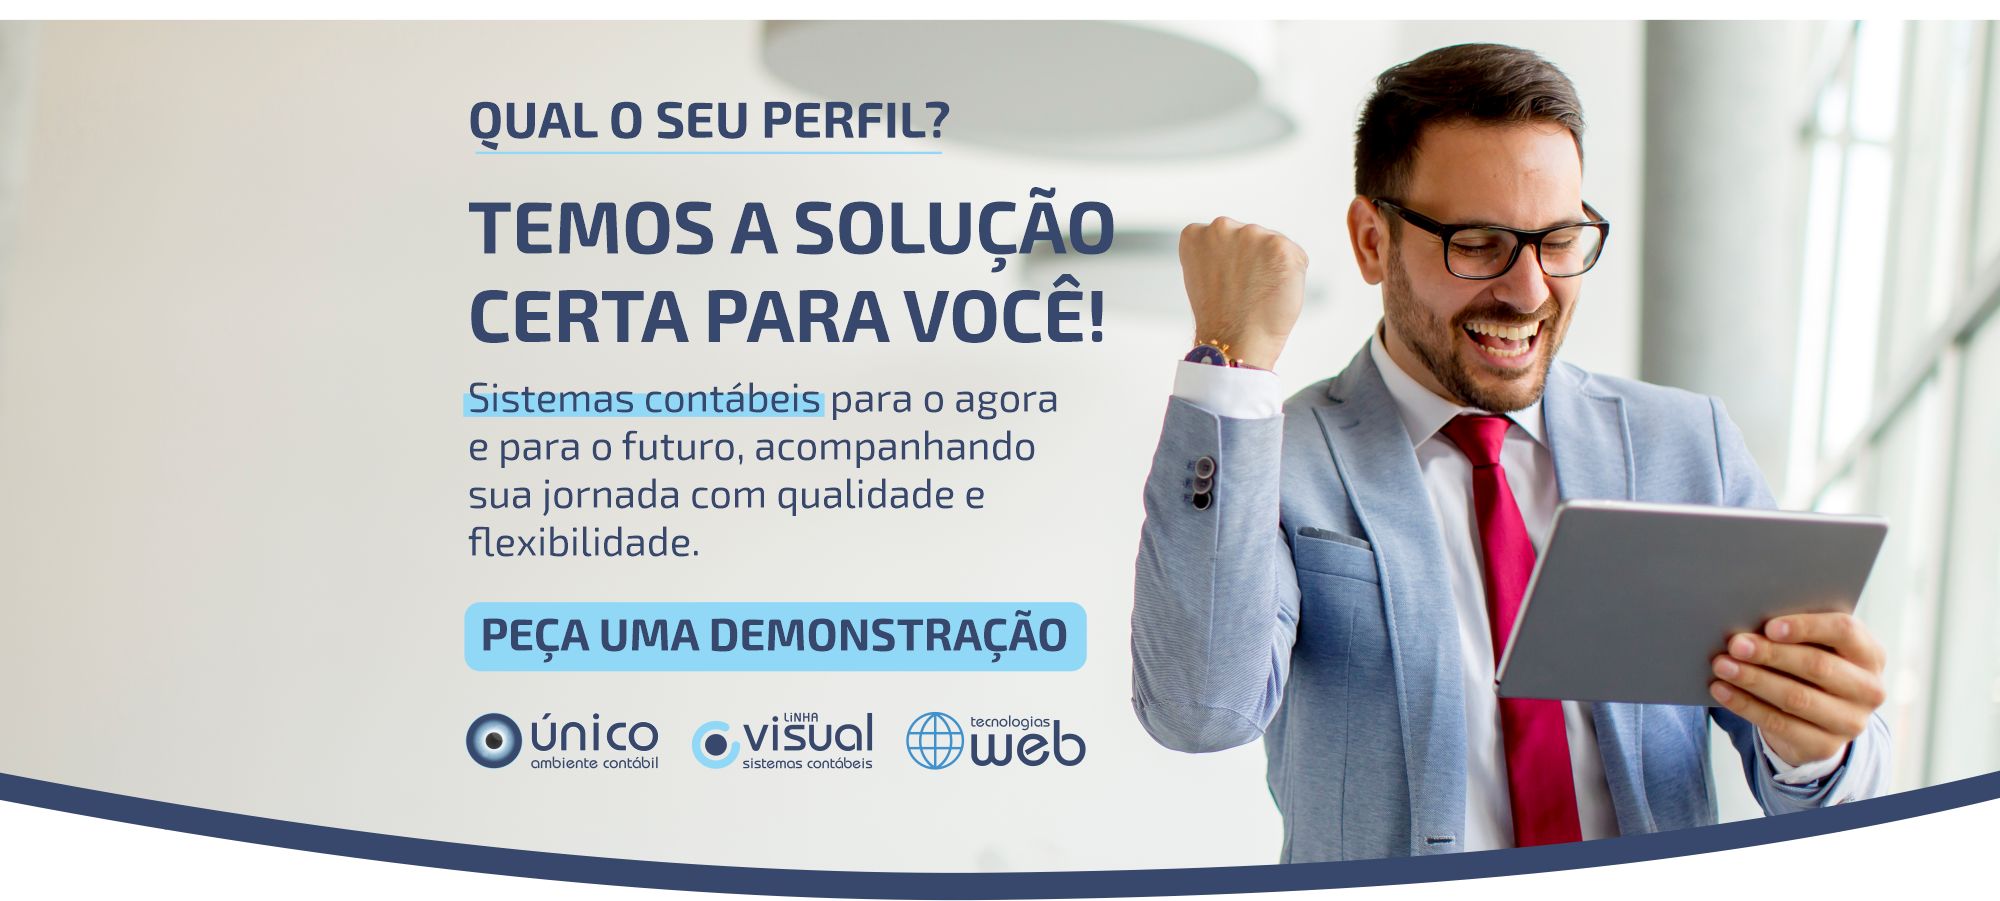 QUAL O SEU PERFIL?
TEMOS A SOLUÇÃO
CERTA PARA VOCÊ!
Sistemas contábeis para o agora
e para o futuro, acompanhando
sua jornada com qualidade e
flexibilidade.
PEÇA UMA DEMONSTRAÇÃO
único
ambiente contábil
LiNHA
visual
sistemas contábeis
tecnologias
web